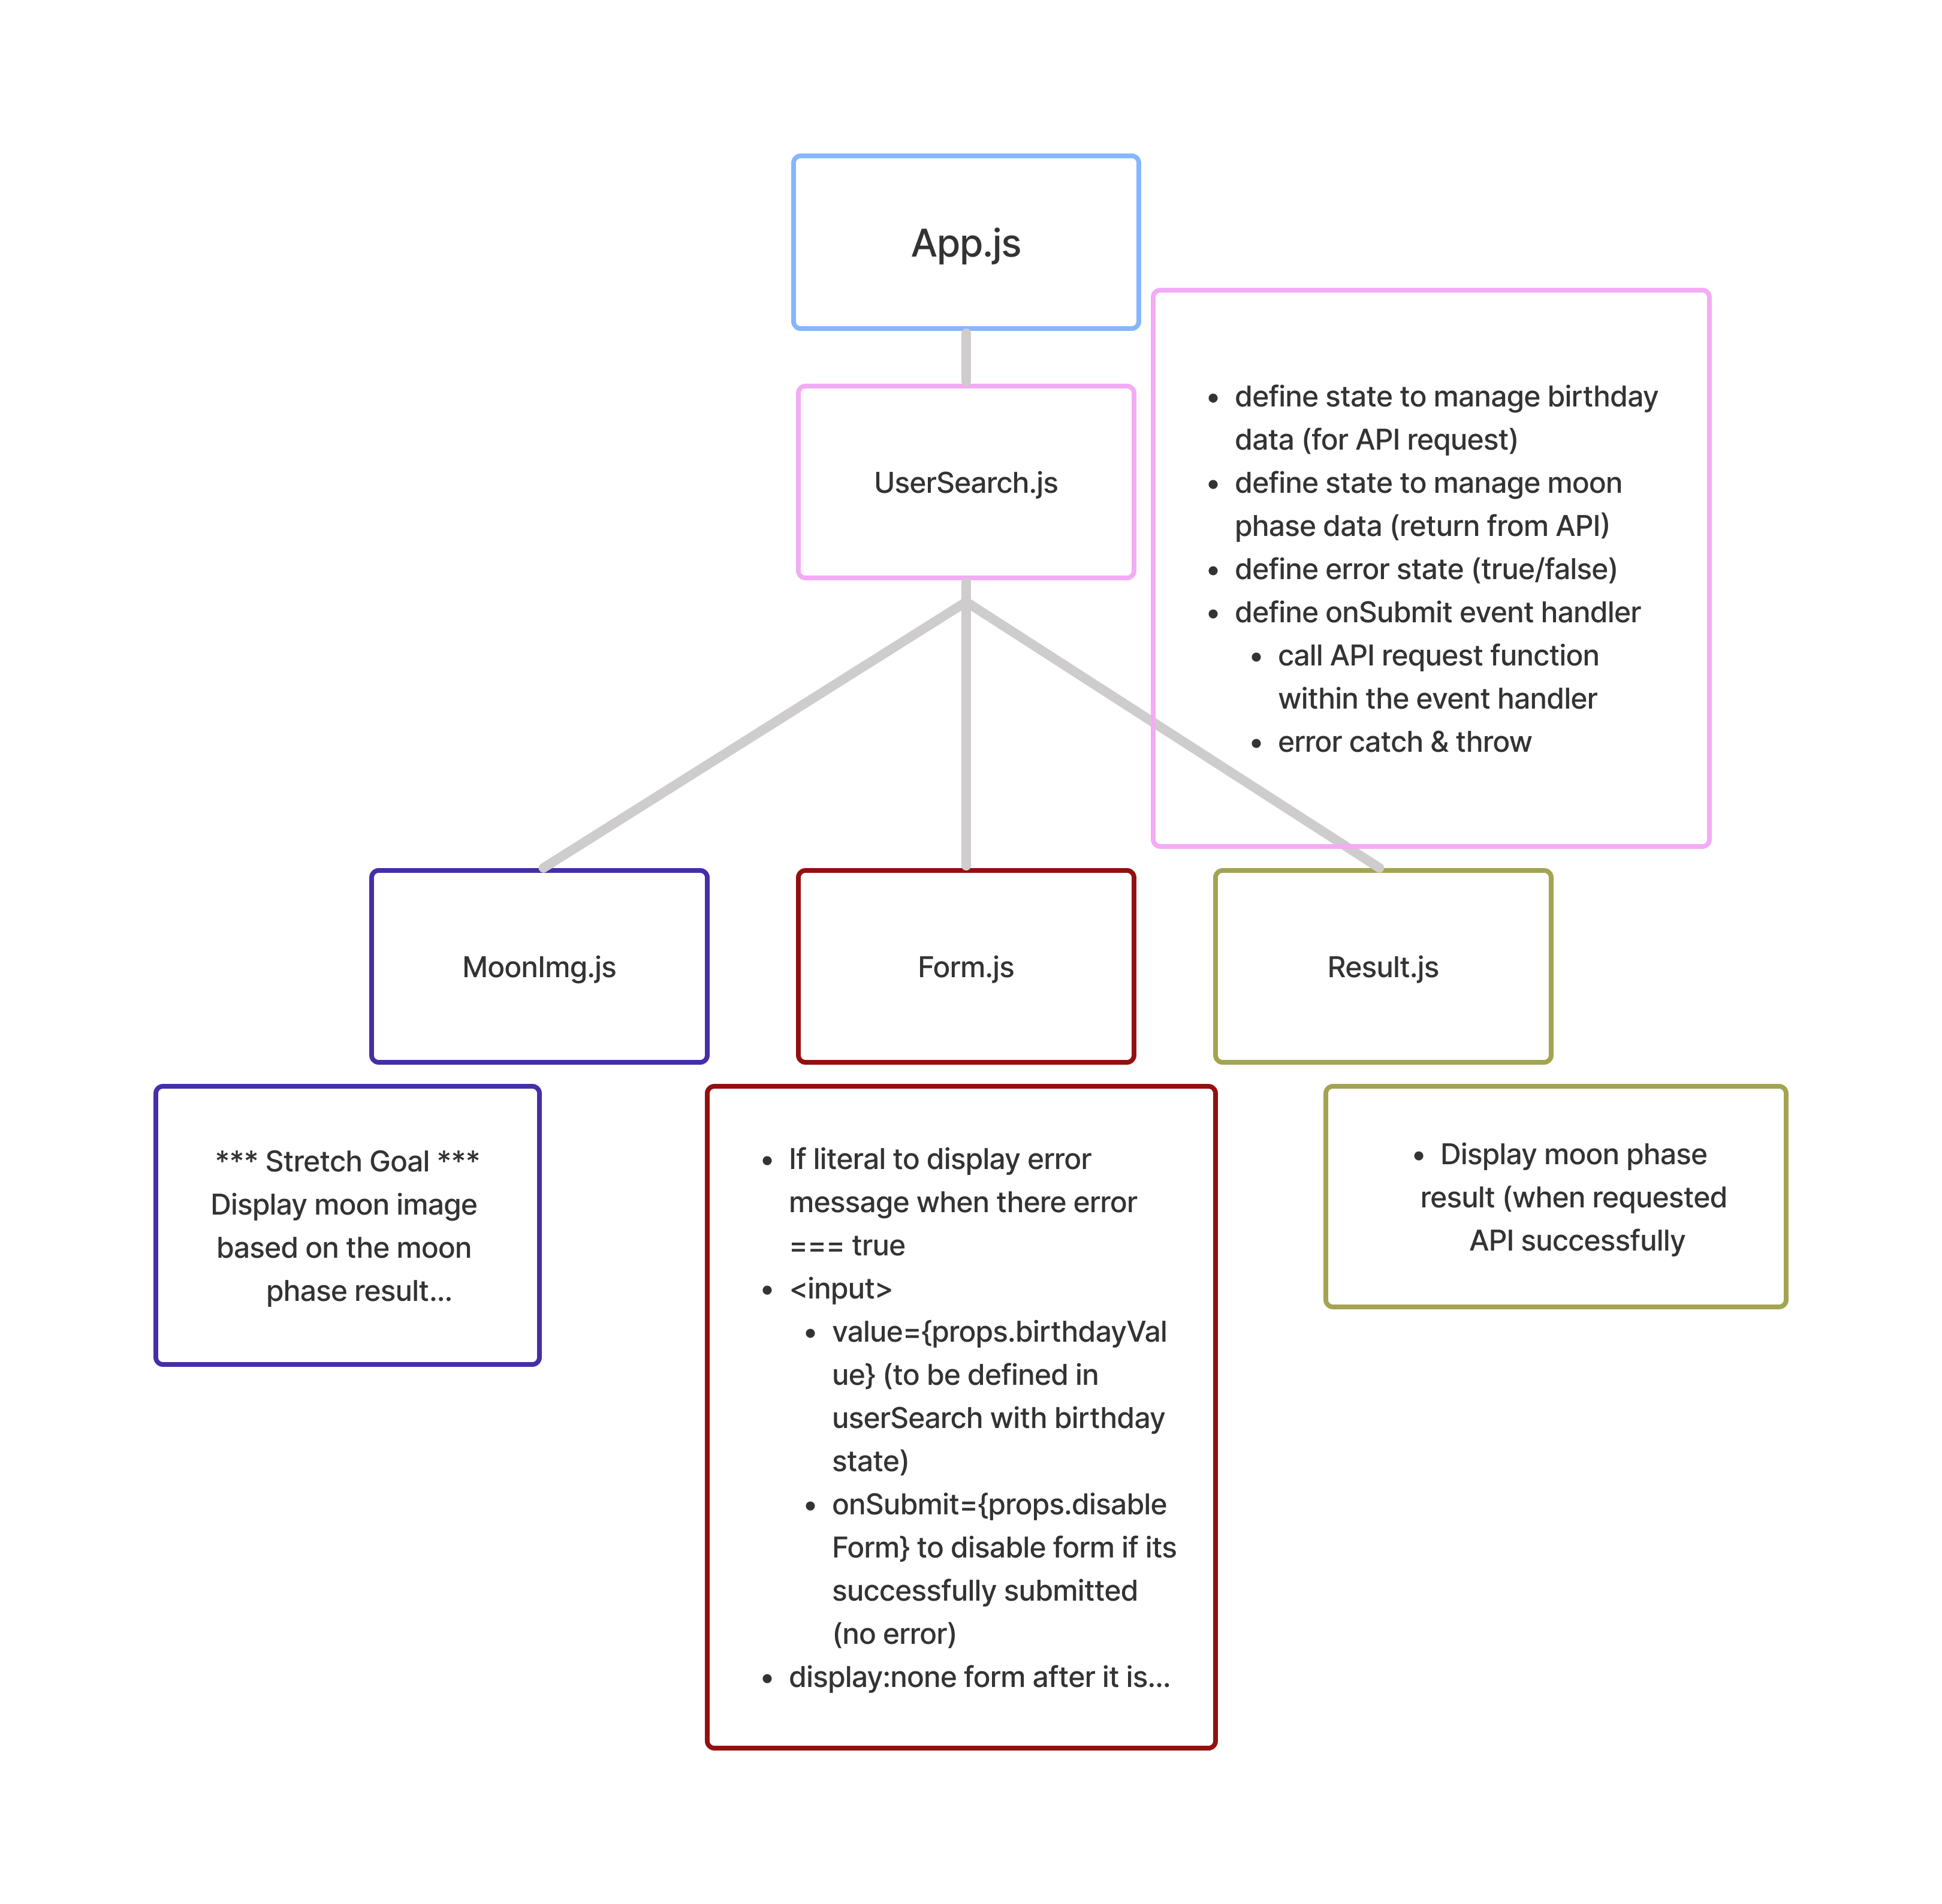 App.js
UserSearch.js
• define state to manage birthday
data (for API request)
• define state to manage moon
phase data (return from API)
• define error state (true/false)
• define onSubmit event handler
• call API request function
within the event handler
• error catch & throw
MoonImg.js
Form.js
Result.js
*** Stretch Goal ***
Display moon image
based on the moon
phase result...
• If literal to display error
message when there error
=== true
• <input>
• value={props.birthdayVal
ue} (to be defined in
userSearch with birthday
state)
• onSubmit={props.disable
Form} to disable form if its
successfully submitted
(no error)
• display:none form after it is...
• Display moon phase
result (when requested
API successfully